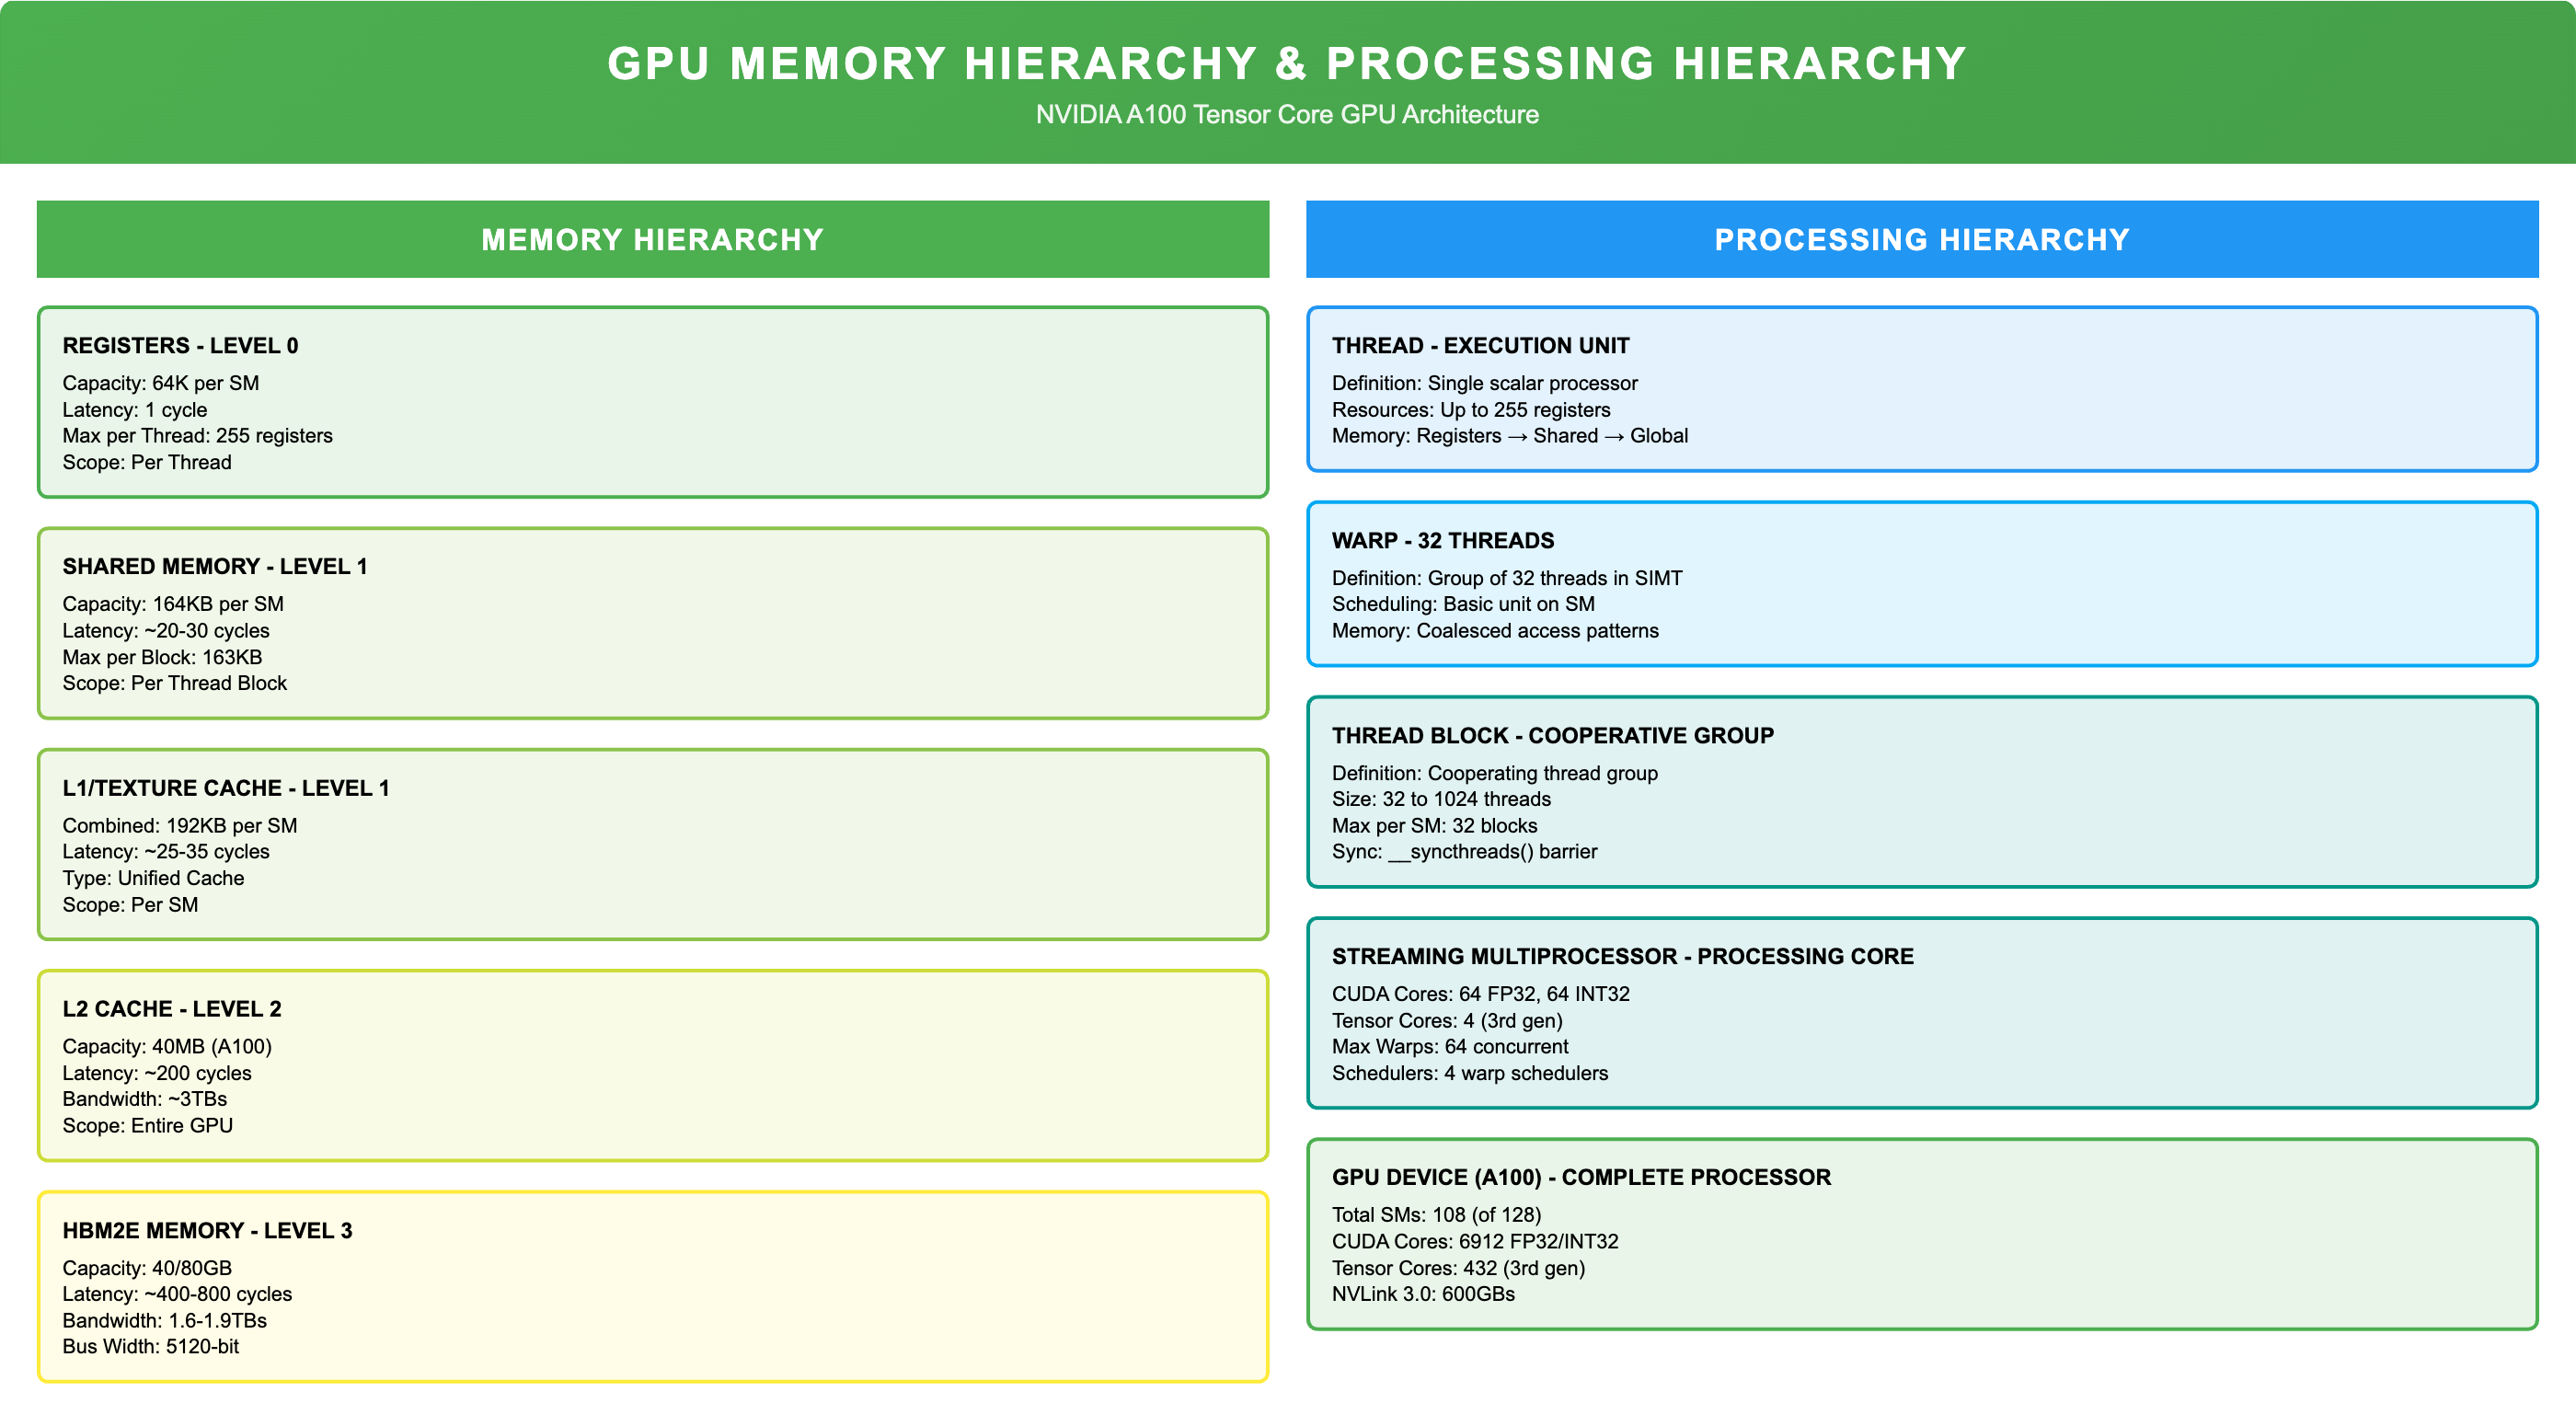 GPU MEMORY HIERARCHY & PROCESSING HIERARCHY
NVIDIA A100 Tensor Core GPU Architecture
MEMORY HIERARCHY
REGISTERS - LEVEL 0
Capacity: 64K per SM
Latency: 1 cycle
Max per Thread: 255 registers
Scope: Per Thread
SHARED MEMORY - LEVEL 1
Capacity: 164KB per SM
Latency: ~20-30 cycles
Max per Block: 163KB
Scope: Per Thread Block
L1/TEXTURE CACHE - LEVEL 1
Combined: 192KB per SM
Latency: ~25-35 cycles
Type: Unified Cache
Scope: Per SM
L2 CACHE - LEVEL 2
Capacity: 40MB (A100)
Latency: ~200 cycles
Bandwidth: ~3TBs
Scope: Entire GPU
HBM2E MEMORY - LEVEL 3
Capacity: 40/80GB
Latency: ~400-800 cycles
Bandwidth: 1.6-1.9TBs
Bus Width: 5120-bit
PROCESSING HIERARCHY
THREAD - EXECUTION UNIT
Definition: Single scalar processor
Resources: Up to 255 registers
Memory: Registers → Shared → Global
WARP - 32 THREADS
Definition: Group of 32 threads in SIMT
Scheduling: Basic unit on SM
Memory: Coalesced access patterns
THREAD BLOCK - COOPERATIVE GROUP
Definition: Cooperating thread group
Size: 32 to 1024 threads
Max per SM: 32 blocks
Sync: __syncthreads() barrier
STREAMING MULTIPROCESSOR - PROCESSING CORE
CUDA Cores: 64 FP32, 64 INT32
Tensor Cores: 4 (3rd gen)
Max Warps: 64 concurrent
Schedulers: 4 warp schedulers
GPU DEVICE (A100) - COMPLETE PROCESSOR
Total SMs: 108 (of 128)
CUDA Cores: 6912 FP32/INT32
Tensor Cores: 432 (3rd gen)
NVLink 3.0: 600GBs